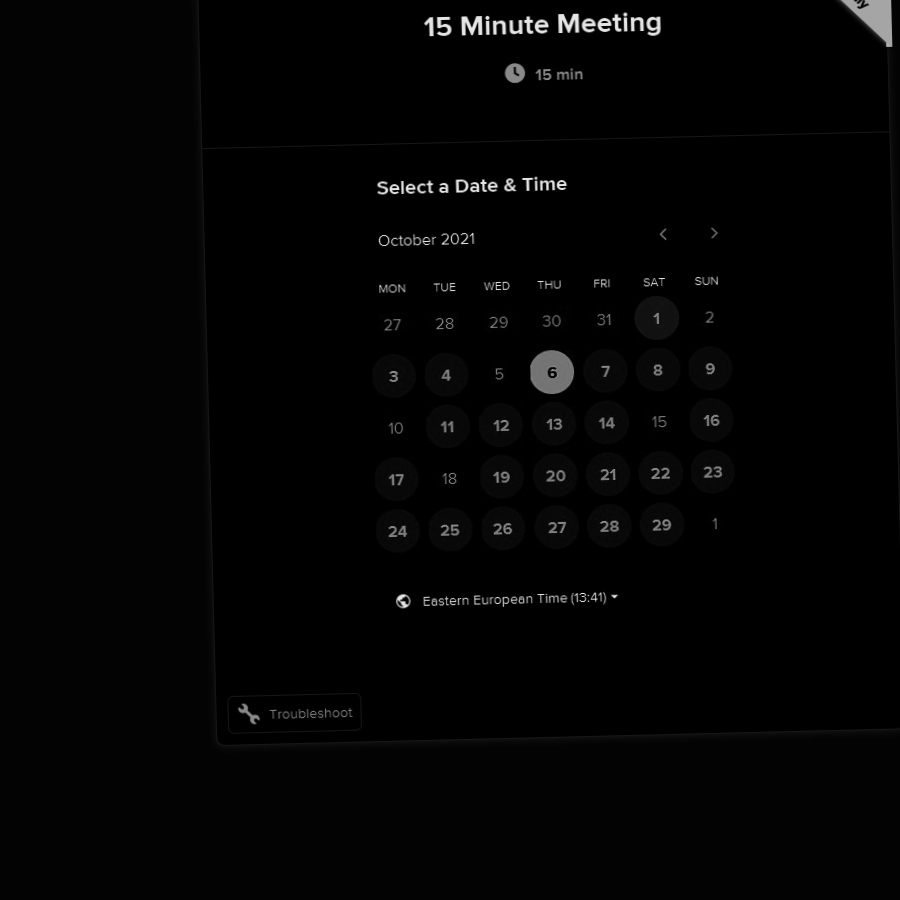 15 Minute Meeting
15 min
Select a Date & Time
October 2021
MON TUE WED THU FRI SAT SUN
27 28 29 30 31 1 2
3 4 5 6 7 8 9
10 11 12 13 14 15 16
17 18 19 20 21 22 23
24 25 26 27 28 29 1
Eastern European Time (13:41)
Troubleshoot